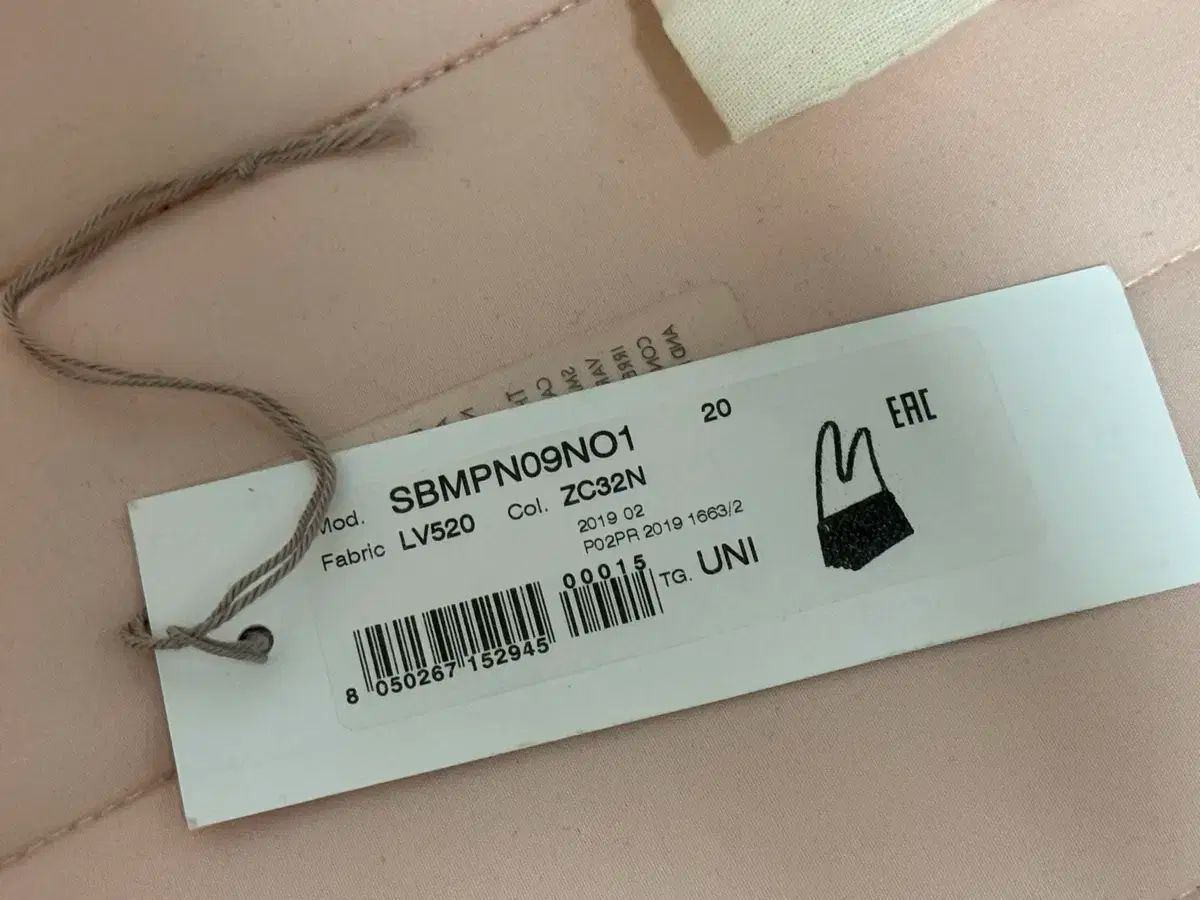 20
EAC
Mod. SBMPN09NO1
Fabric LV520 Col. ZC32N
2019 02
P02PR 2019 1663/2
00015 TG. UNI
8 050267 152945